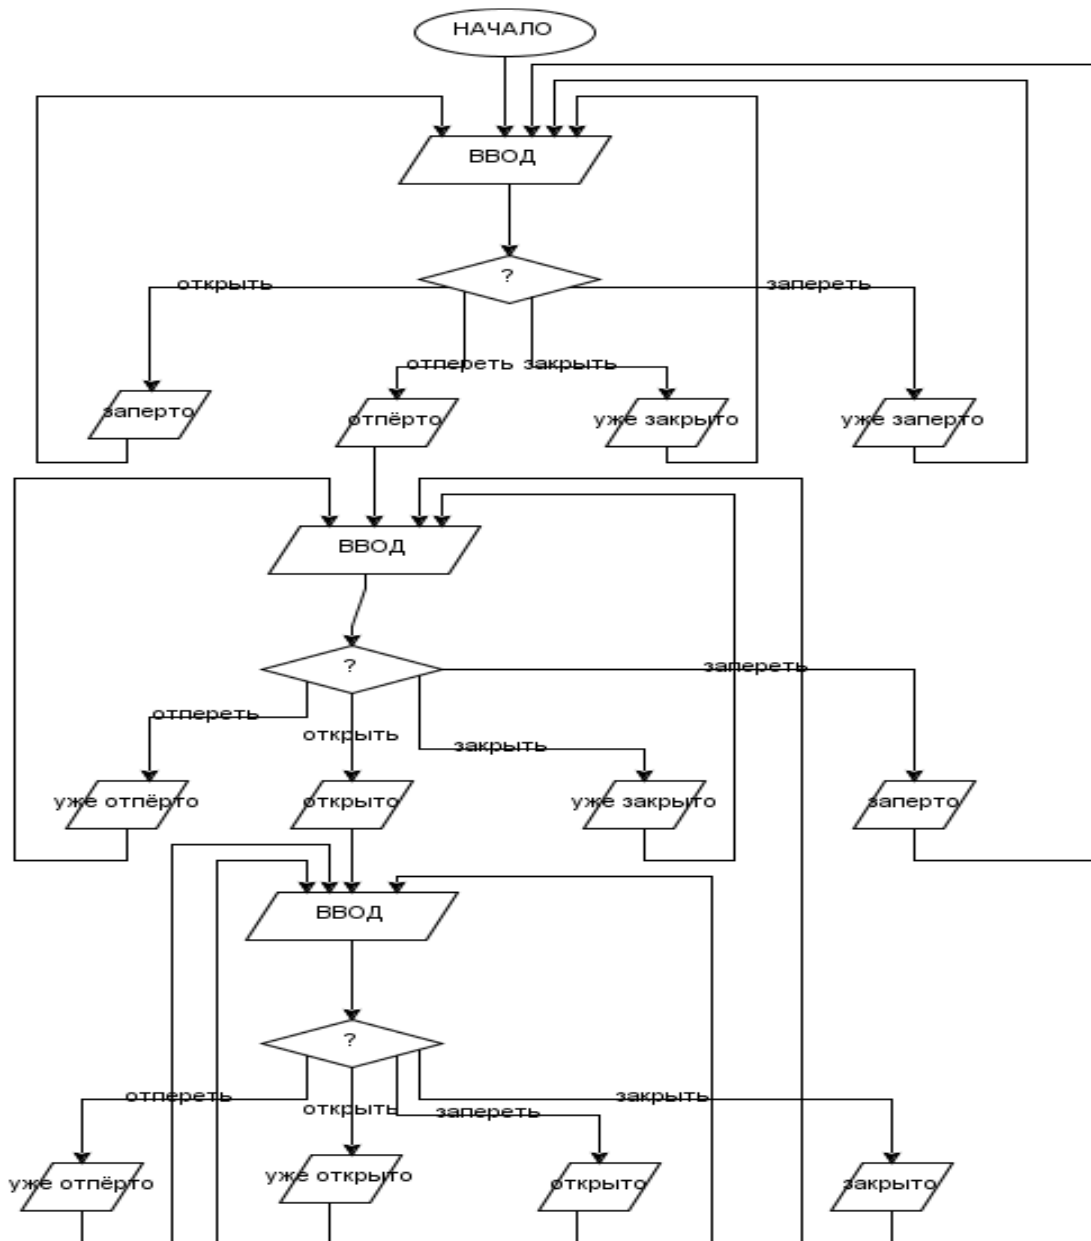 НАЧАЛО
ВВОД
?
открыть
запереть
отпереть
закрыть
заперто
отпёрто
уже закрыто
уже заперто
ВВОД
?
запереть
отпереть
открыть
закрыть
уже отпёрто
открыто
уже закрыто
заперто
ВВОД
?
отпереть
открыть
запереть
закрыть
уже отпёрто
уже открыто
открыто
закрыто